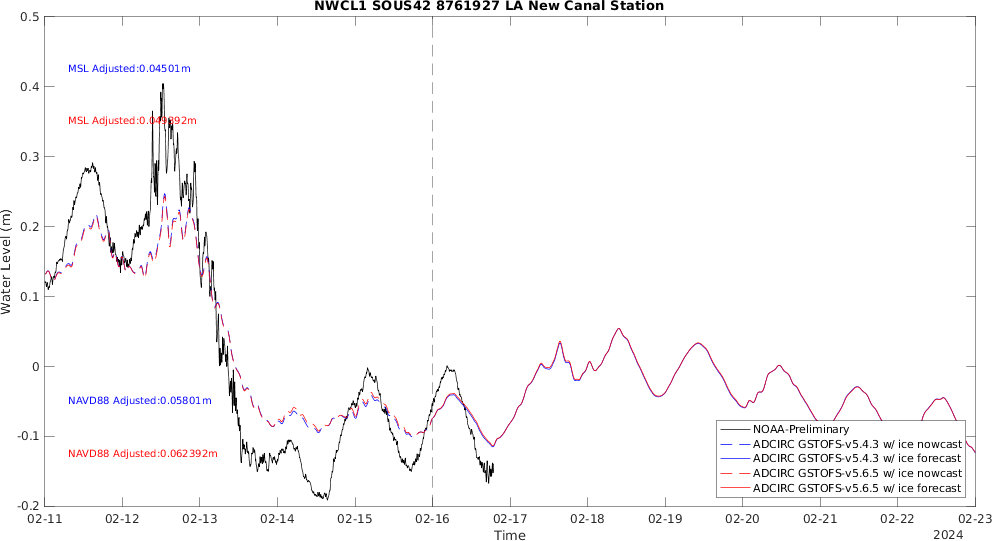 NWCL1 SOUS42 8761927 LA New Canal Station
0.5
0.4
0.3
0.2
0.1
0
-0.1
-0.2
Water Level (m)
MSL Adjusted:0.04501m
MSL Adjusted:0.049392m
NAVD88 Adjusted:0.05801m
NAVD88 Adjusted:0.062392m
NOAA-Preliminary
ADCIRC GSTOFS-v5.4.3 w/ ice nowcast
ADCIRC GSTOFS-v5.4.3 w/ ice forecast
ADCIRC GSTOFS-v5.6.5 w/ ice nowcast
ADCIRC GSTOFS-v5.6.5 w/ ice forecast
02-11 02-12 02-13 02-14 02-15 02-16 02-17 02-18 02-19 02-20 02-21 02-22 02-23
Time
2024